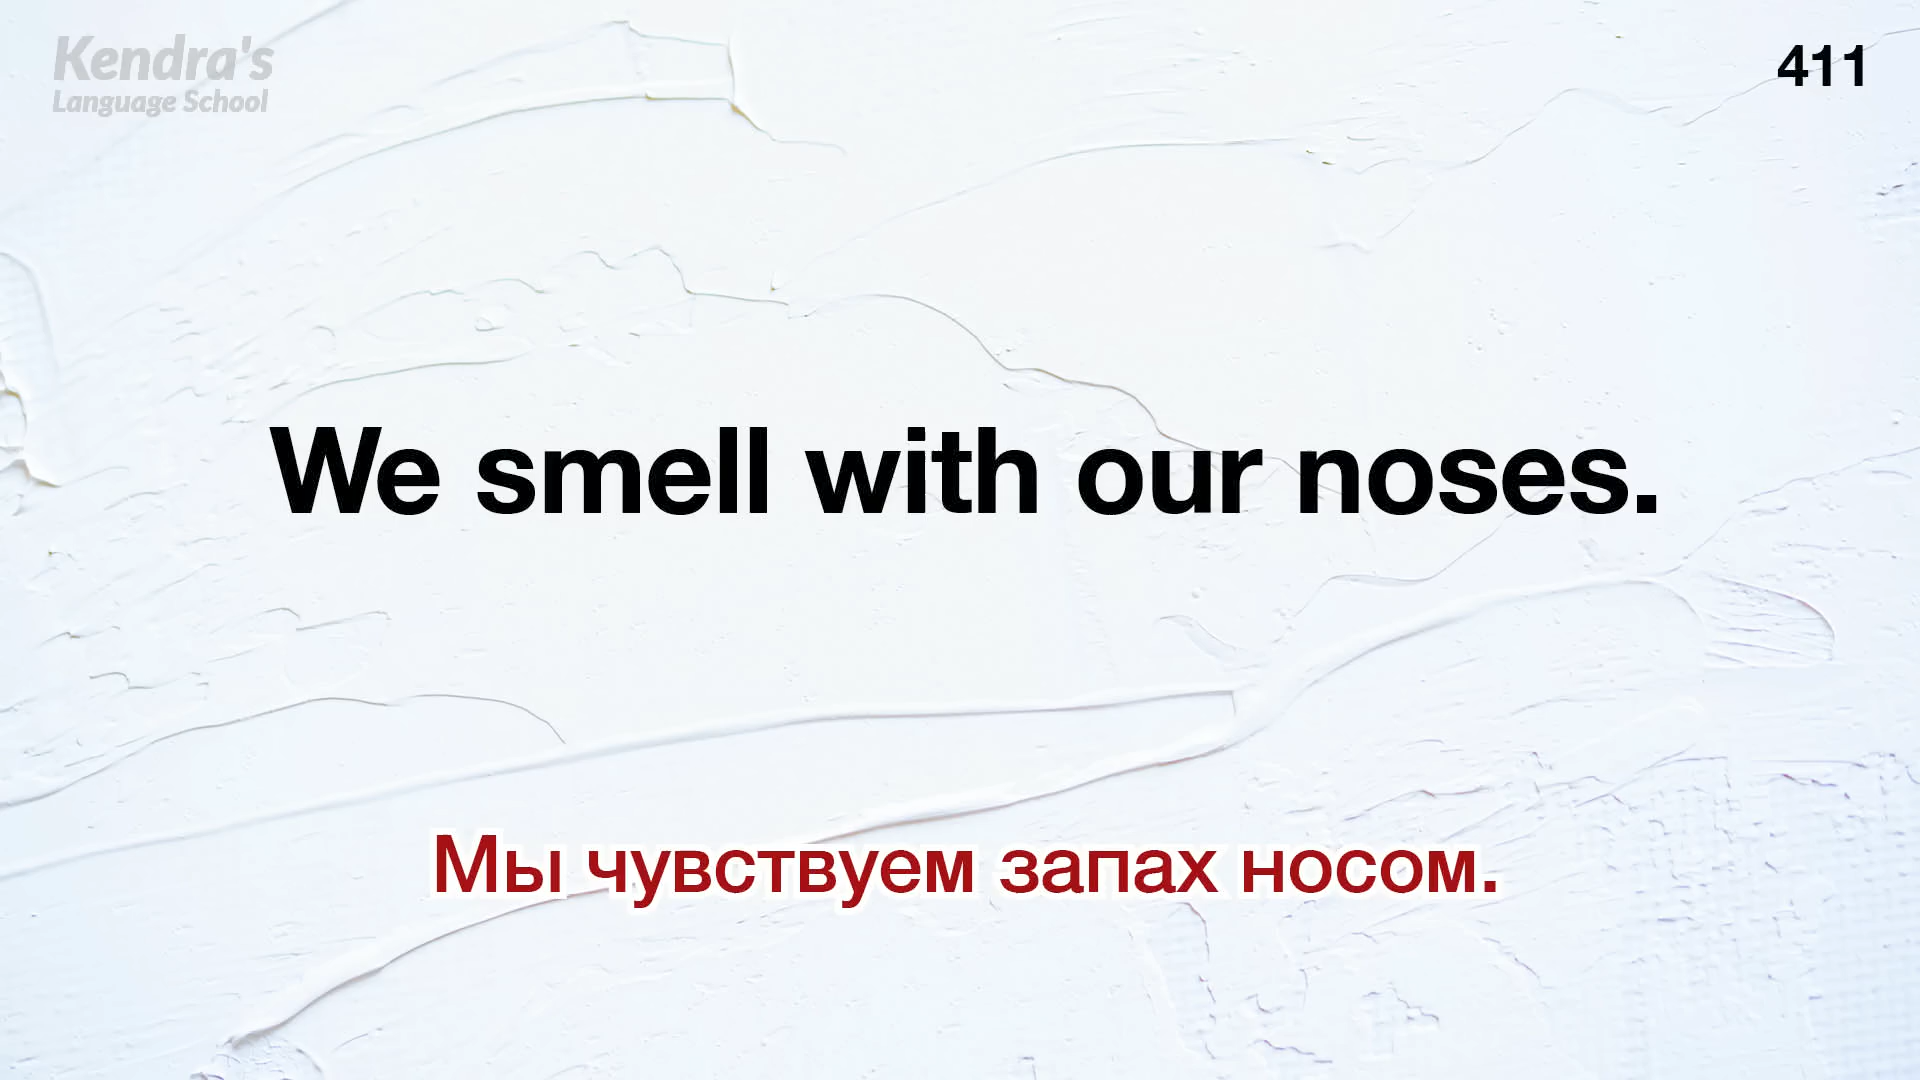 Kendra's
Language School
411
We smell with our noses.
Мы чувствуем запах носом.